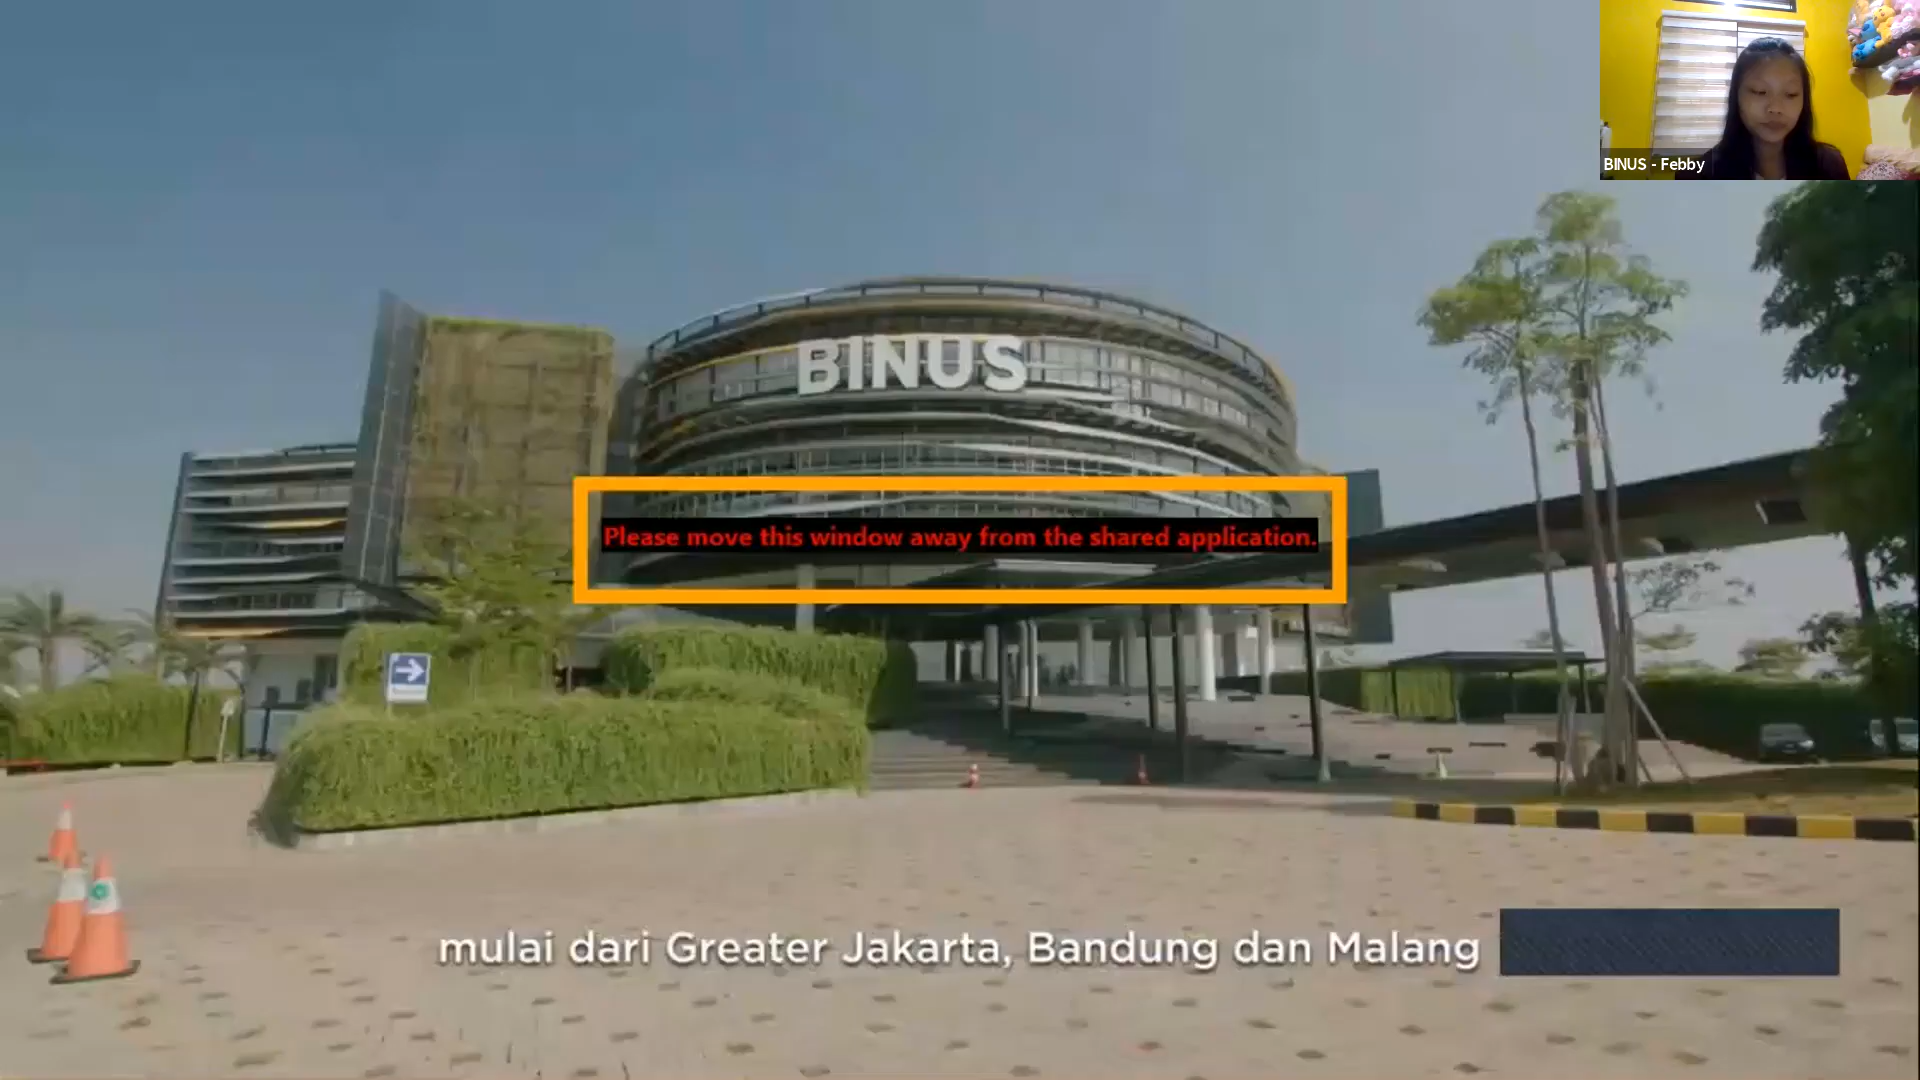 BINUS - Febby
BINUS
Please move this window away from the shared application.
mulai dari Greater Jakarta, Bandung dan Malang